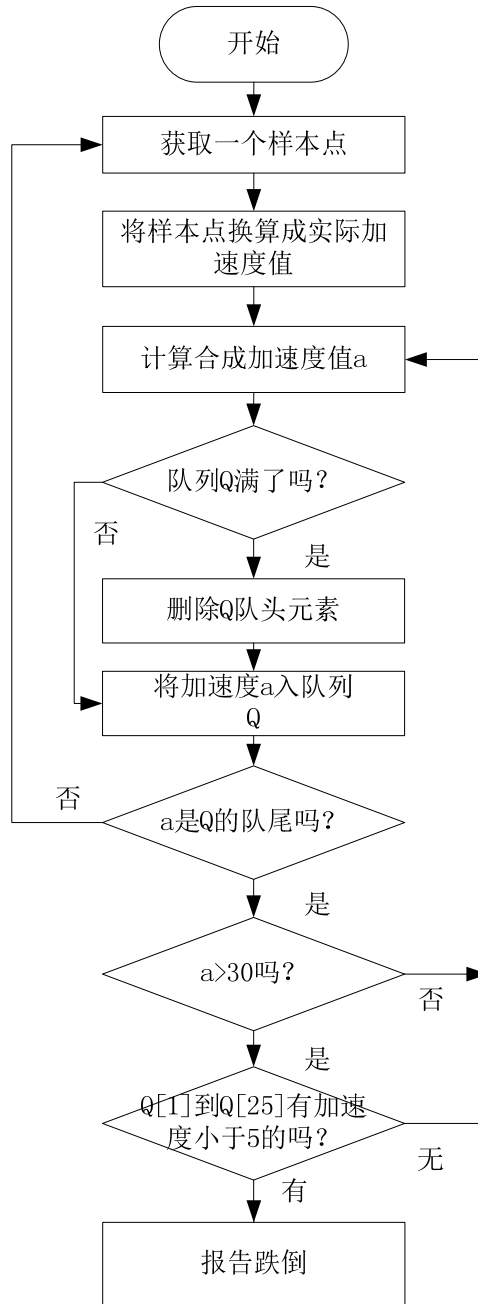 开始
获取一个样本点
将样本点换算成实际加
速度值
计算合成加速度值a
队列Q满了吗？
否
是
删除Q队头元素
将加速度a入队列
Q
否
a是Q的队尾吗？
是
a>30吗？
否
是
Q[1]到Q[25]有加速
度小于5的吗？
无
有
报告跌倒